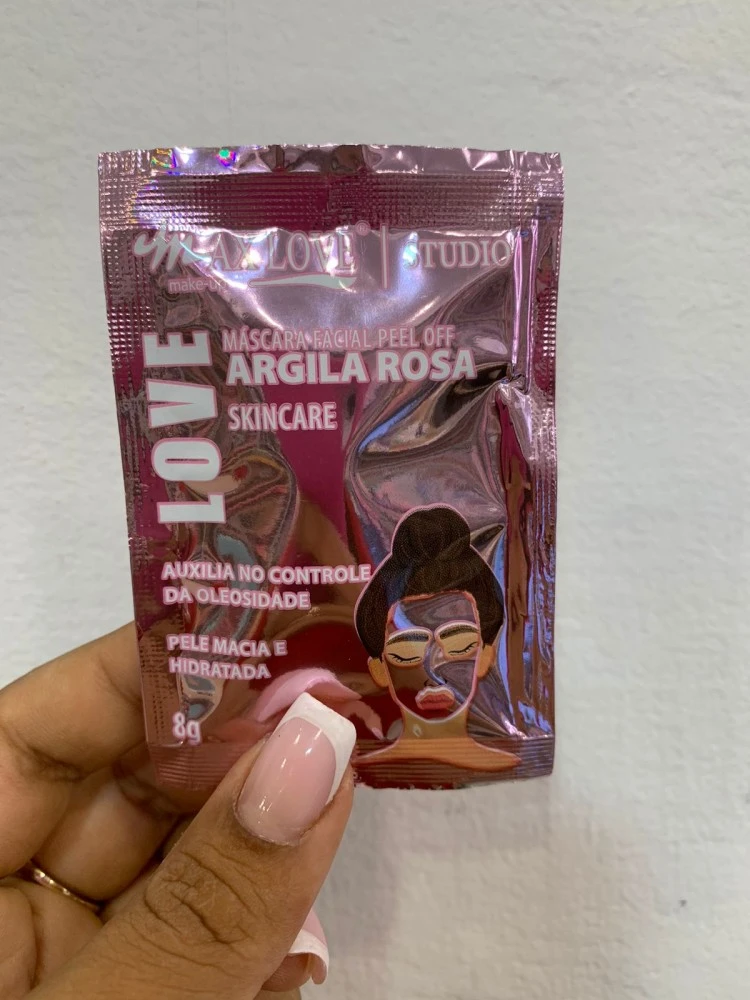 MAX LOVE® | STUDIO
make-up
LOVE
MÁSCARA FACIAL PEEL OFF
ARGILA ROSA
SKINCARE
AUXILIA NO CONTROLE
DA OLEOSIDADE
PELE MACIA E
HIDRATADA
8g